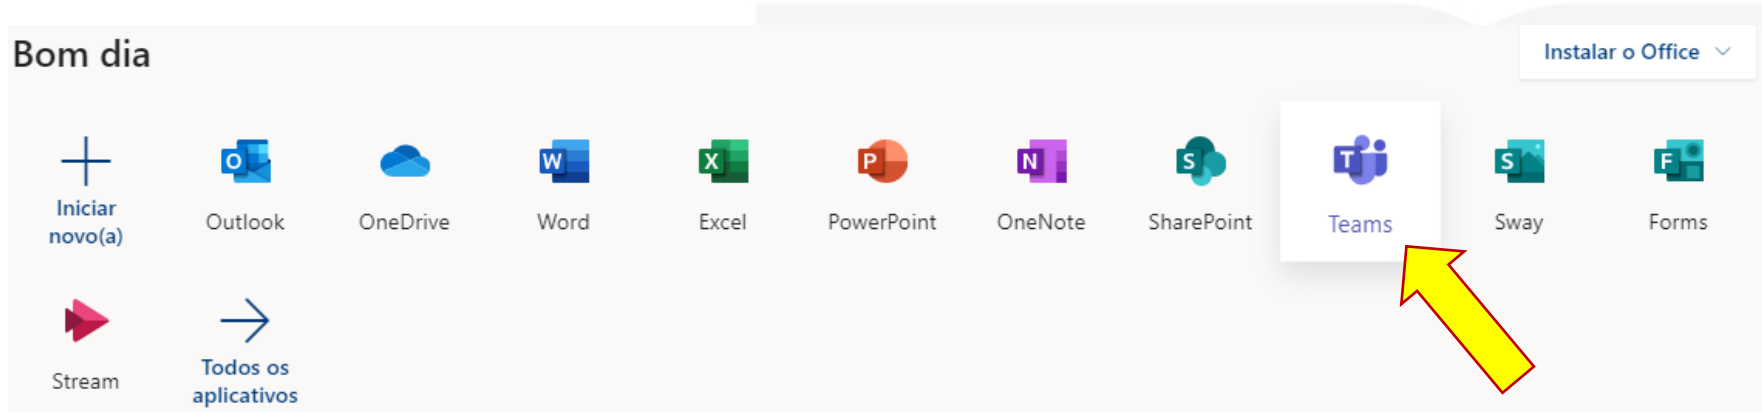 Bom dia
Instalar o Office
Iniciar
novo(a)
O
Outlook
OneDrive
W
Word
X
Excel
P
PowerPoint
N
OneNote
S
SharePoint
T
Teams
S
Sway
F
Forms
Stream
Todos os
aplicativos